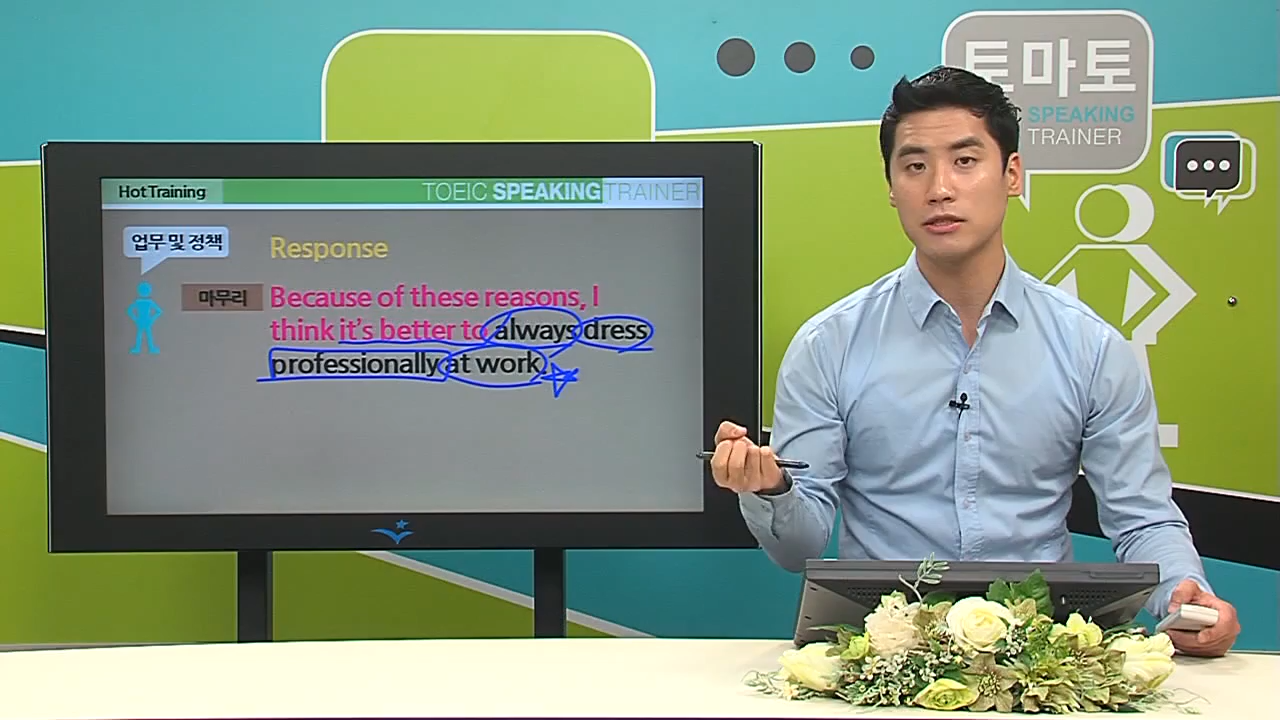 토마토
SPEAKING
TRAINER
Hot Training
TOEIC SPEAKING TRAINER
업무 및 정책
Response
마무리
Because of these reasons, I
think it's better to always dress
professionally at work